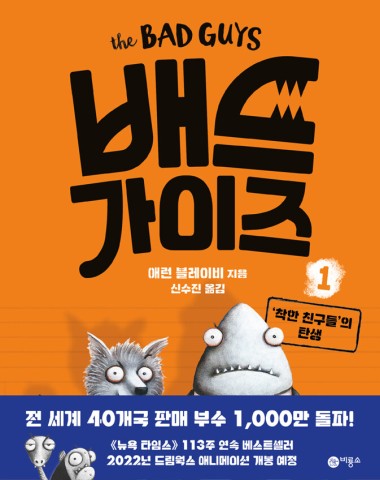 the BAD GUYS
배드
가이즈
애런 블레이비 지음
신수진 옮김
1
‘착한 친구들’의
탄생
전 세계 40개국 판매 부수 1,000만 돌파!
《뉴욕 타임스》 113주 연속 베스트셀러
2022년 드림웍스 애니메이션 개봉 예정
비룡소